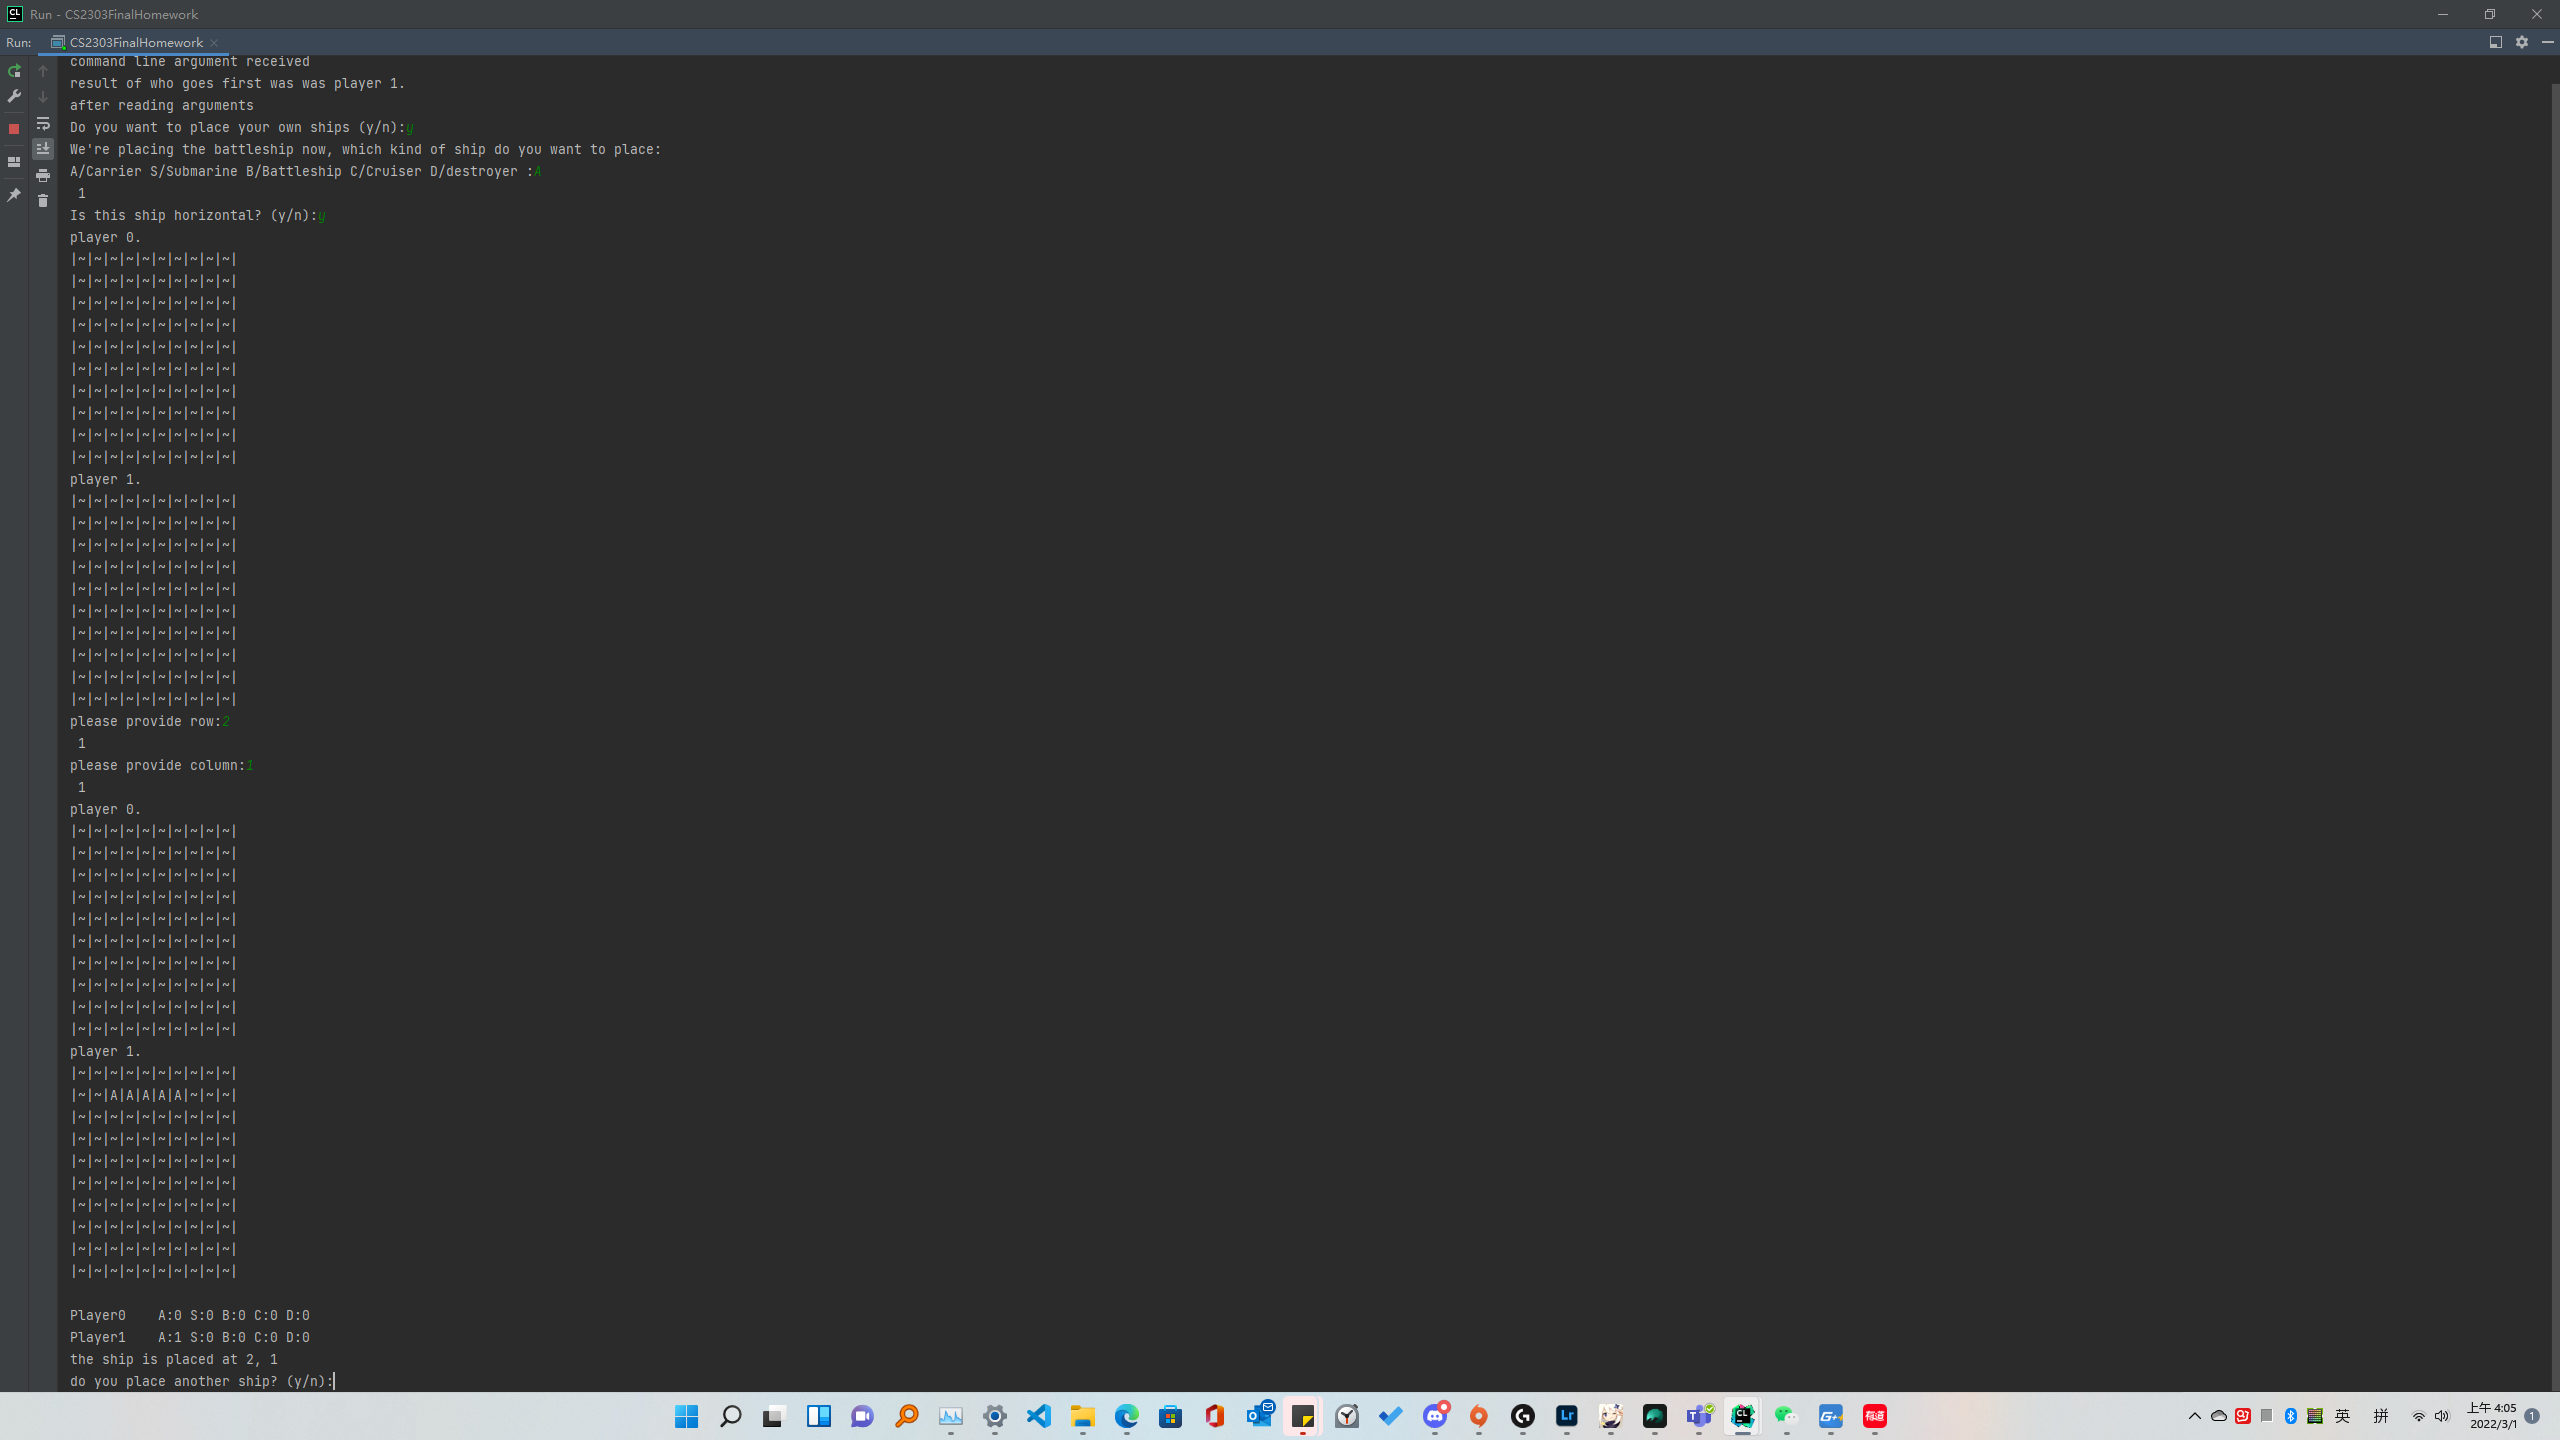 Run - CS2303FinalHomework
Run: CS2303FinalHomework
command line argument received
result of who goes first was was player 1.
after reading arguments
Do you want to place your own ships (y/n):y
We're placing the battleship now, which kind of ship do you want to place:
A/Carrier S/Submarine B/Battleship C/Cruiser D/destroyer :A
 1
Is this ship horizontal? (y/n):y
player 0.
|~|~|~|~|~|~|~|~|~|~|
|~|~|~|~|~|~|~|~|~|~|
|~|~|~|~|~|~|~|~|~|~|
|~|~|~|~|~|~|~|~|~|~|
|~|~|~|~|~|~|~|~|~|~|
|~|~|~|~|~|~|~|~|~|~|
|~|~|~|~|~|~|~|~|~|~|
|~|~|~|~|~|~|~|~|~|~|
|~|~|~|~|~|~|~|~|~|~|
|~|~|~|~|~|~|~|~|~|~|
player 1.
|~|~|~|~|~|~|~|~|~|~|
|~|~|~|~|~|~|~|~|~|~|
|~|~|~|~|~|~|~|~|~|~|
|~|~|~|~|~|~|~|~|~|~|
|~|~|~|~|~|~|~|~|~|~|
|~|~|~|~|~|~|~|~|~|~|
|~|~|~|~|~|~|~|~|~|~|
|~|~|~|~|~|~|~|~|~|~|
|~|~|~|~|~|~|~|~|~|~|
|~|~|~|~|~|~|~|~|~|~|
please provide row:2
 1
please provide column:1
 1
player 0.
|~|~|~|~|~|~|~|~|~|~|
|~|~|~|~|~|~|~|~|~|~|
|~|~|~|~|~|~|~|~|~|~|
|~|~|~|~|~|~|~|~|~|~|
|~|~|~|~|~|~|~|~|~|~|
|~|~|~|~|~|~|~|~|~|~|
|~|~|~|~|~|~|~|~|~|~|
|~|~|~|~|~|~|~|~|~|~|
|~|~|~|~|~|~|~|~|~|~|
|~|~|~|~|~|~|~|~|~|~|
player 1.
|~|~|~|~|~|~|~|~|~|~|
|~|~|A|A|A|A|A|~|~|~|
|~|~|~|~|~|~|~|~|~|~|
|~|~|~|~|~|~|~|~|~|~|
|~|~|~|~|~|~|~|~|~|~|
|~|~|~|~|~|~|~|~|~|~|
|~|~|~|~|~|~|~|~|~|~|
|~|~|~|~|~|~|~|~|~|~|
|~|~|~|~|~|~|~|~|~|~|
|~|~|~|~|~|~|~|~|~|~|
Player0    A:0 S:0 B:0 C:0 D:0
Player1    A:1 S:0 B:0 C:0 D:0
the ship is placed at 2, 1
do you place another ship? (y/n):
英 拼 上午 4:05 1
2022/3/1